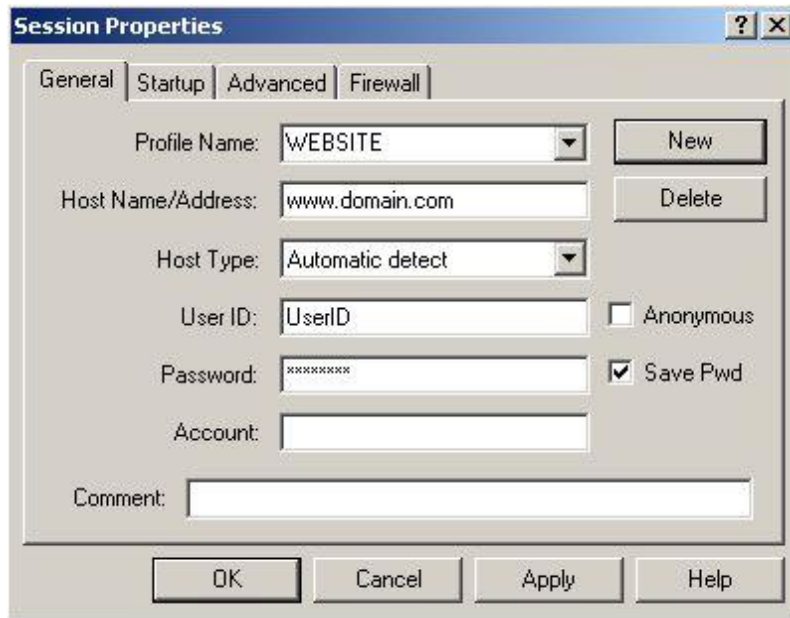 Session Properties ? X
General Startup Advanced Firewall
Profile Name: WEBSITE New
Host Name/Address: www.domain.com Delete
Host Type: Automatic detect
User ID: UserID Anonymous
Password: ******** Save Pwd
Account:
Comment:
OK Cancel Apply Help